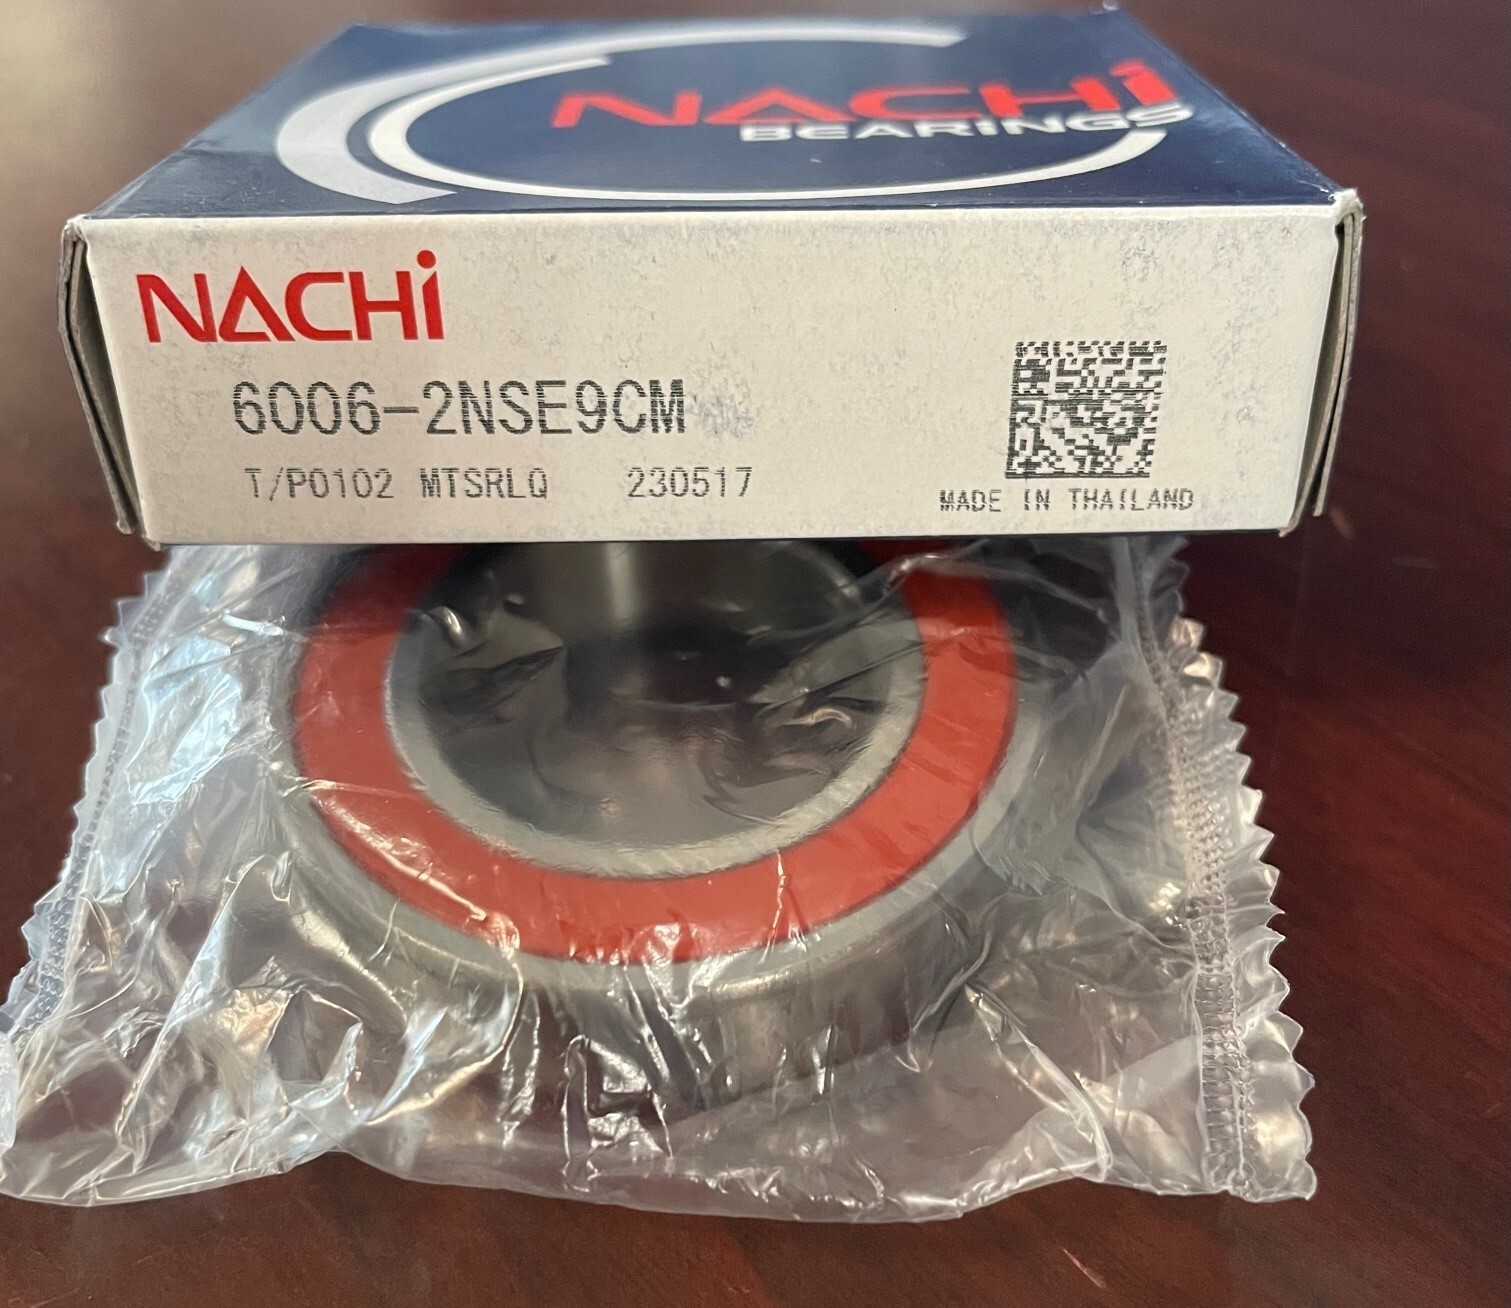 NACHi
BEARINGS
NACHi
6006-2NSE9CM
T/P0102 MTSRLQ 230517
MADE IN THAILAND